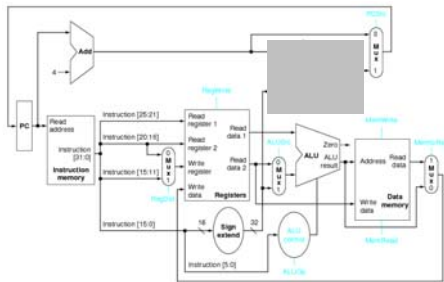 PCSrc
Add
4
0
M
u
x
1
PC
Read
address
Instruction
[31:0]
Instruction
memory
Instruction [25:21]
Instruction [20:16]
Instruction [15:11]
Instruction [15:0]
Instruction [5:0]
0
M
u
x
1
RegDst
RegWrite
Read
register 1
Read
register 2
Write
register
Write
data
Read
data 1
Read
data 2
Registers
16
Sign
extend
32
ALUSrc
0
M
u
x
1
Zero
ALU
ALU
result
ALU
control
ALUOp
MemWrite
Address
Read
data
Write
data
Data
memory
MemRead
MemtoReg
1
M
u
x
0